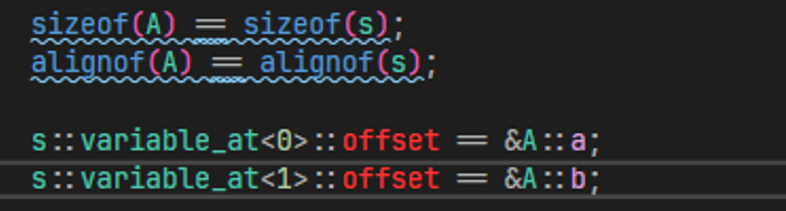 sizeof(A) == sizeof(s);
alignof(A) == alignof(s);
s::variable_at<0>::offset == &A::a;
s::variable_at<1>::offset == &A::b;